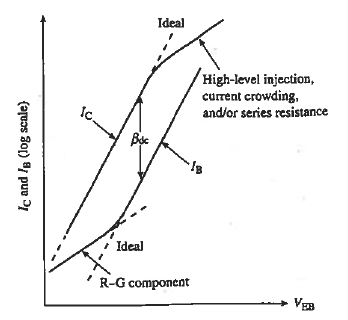 Ideal
High-level injection,
current crowding,
and/or series resistance
I_C
β_dc
I_B
I_C and I_B (log scale)
Ideal
R–G component
V_EB